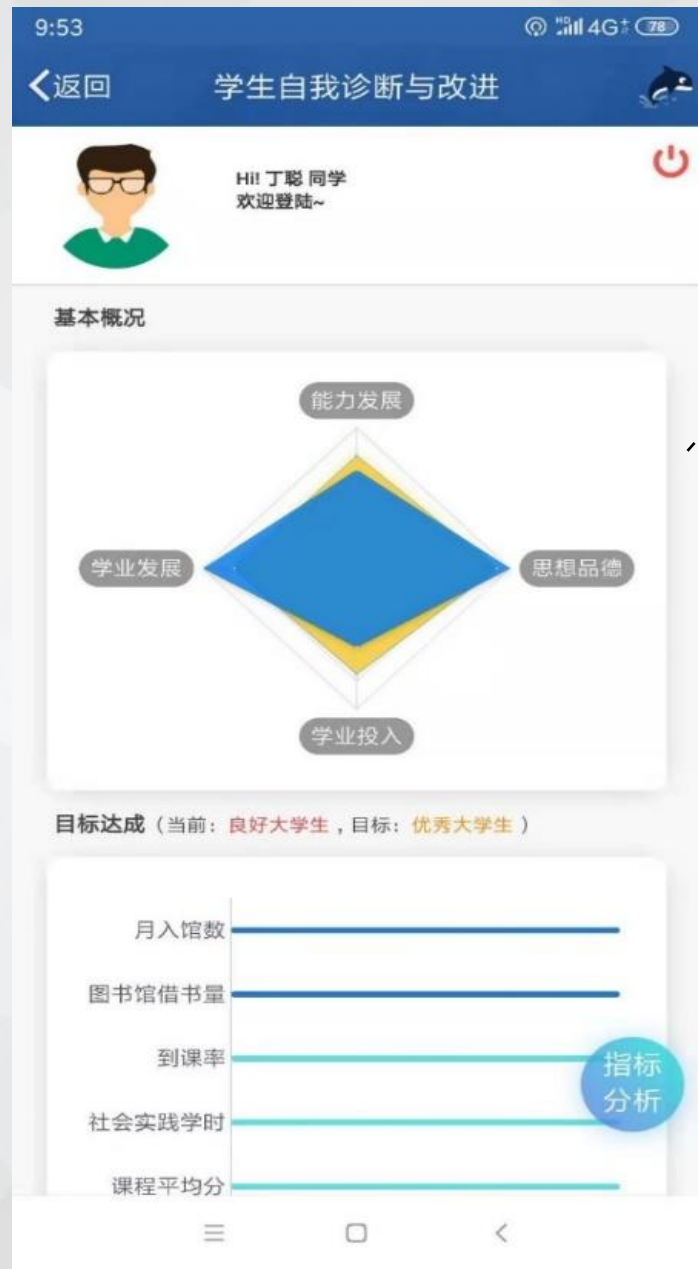 9:53
HD 4G+ 78
返回
学生自我诊断与改进
Hi! 丁聪 同学
欢迎登陆~
基本概况
能力发展
学业发展
思想品德
学业投入
目标达成（当前：良好大学生，目标：优秀大学生）
月入馆数
图书馆借书量
到课率
指标
分析
社会实践学时
课程平均分